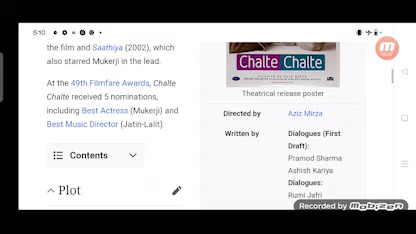 5:10
the film and Saathiya (2002), which
also starred Mukerji in the lead.
At the 49th Filmfare Awards, Chalte
Chalte received 5 nominations,
including Best Actress (Mukerji) and
Best Music Director (Jatin-Lalit).
Contents
Plot
Chalte Chalte
Theatrical release poster
Directed by Aziz Mirza
Written by Dialogues (First
Draft):
Pramod Sharma
Ashish Kariya
Dialogues:
Rumi Jafri
Recorded by Mobizen